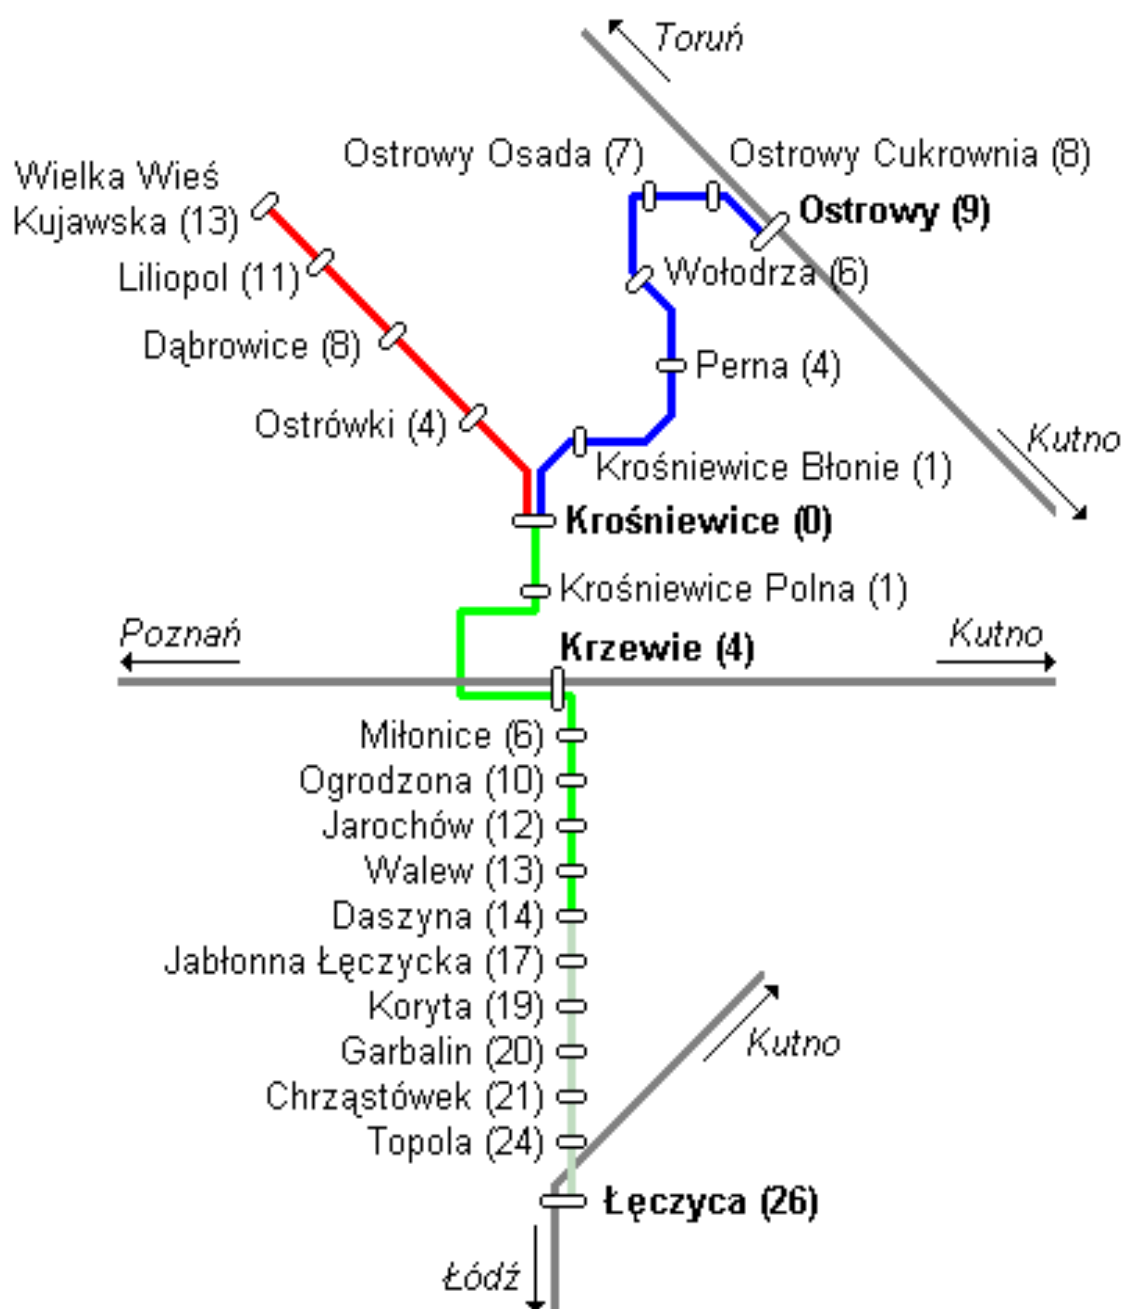 Toruń
Ostrowy Osada (7)
Ostrowy Cukrownia (8)
Wielka Wieś
Kujawska (13)
Ostrowy (9)
Liliopol (11)
Wołodrza (6)
Dąbrowice (8)
Perna (4)
Ostrówki (4)
Kutno
Krośniewice Błonie (1)
Krośniewice (0)
Krośniewice Polna (1)
Poznań
Krzewie (4)
Kutno
Miłonice (6)
Ogrodzona (10)
Jarochów (12)
Walew (13)
Daszyna (14)
Jabłonna Łęczycka (17)
Koryta (19)
Garbalin (20)
Kutno
Chrząstówek (21)
Topola (24)
Łęczyca (26)
Łódź